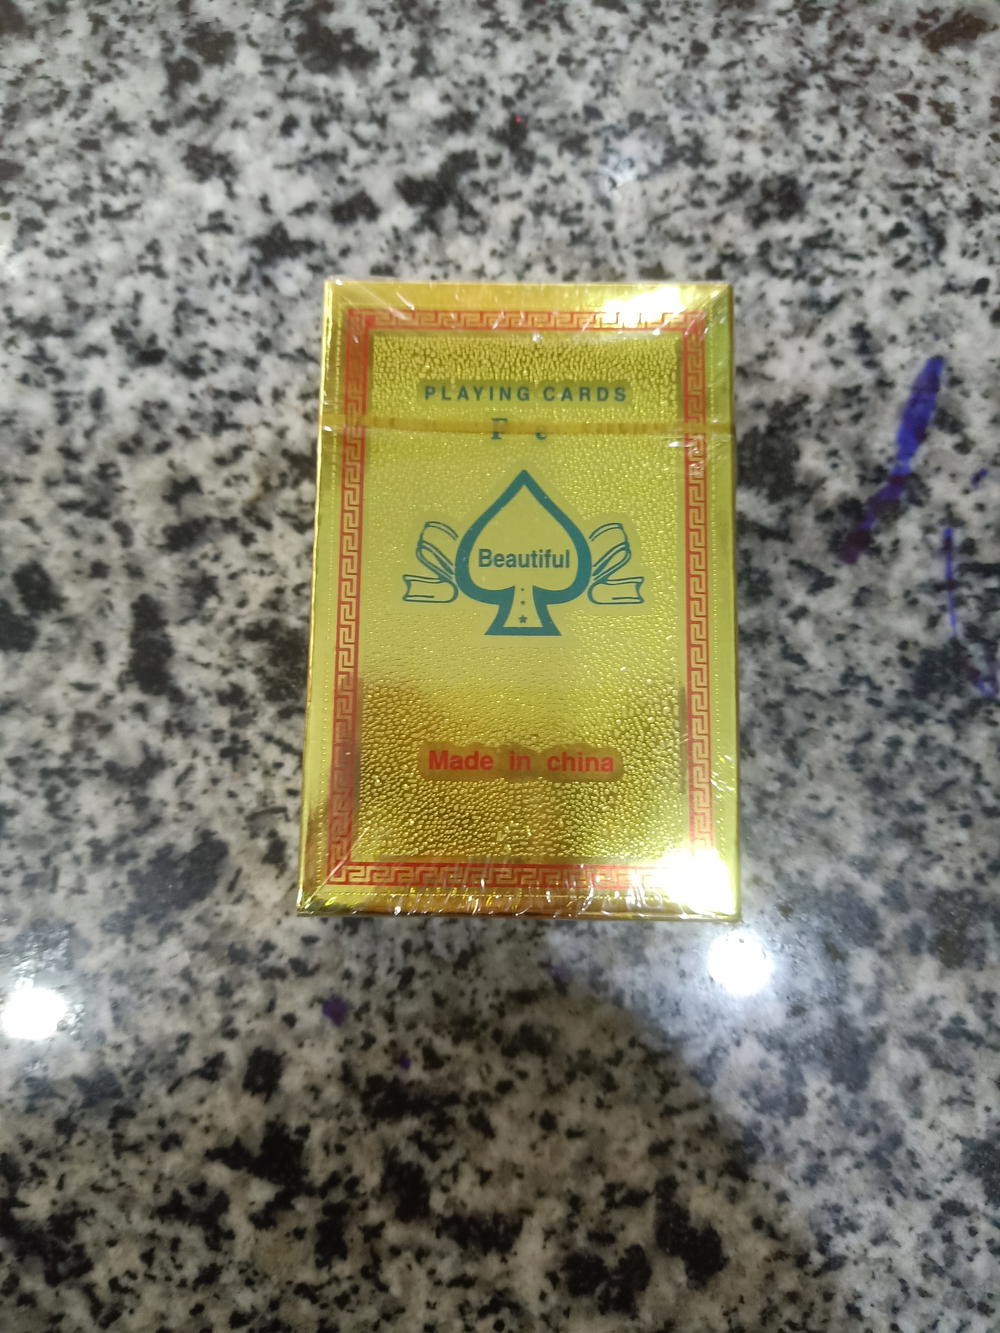 PLAYING CARDS
Beautiful
Made in china